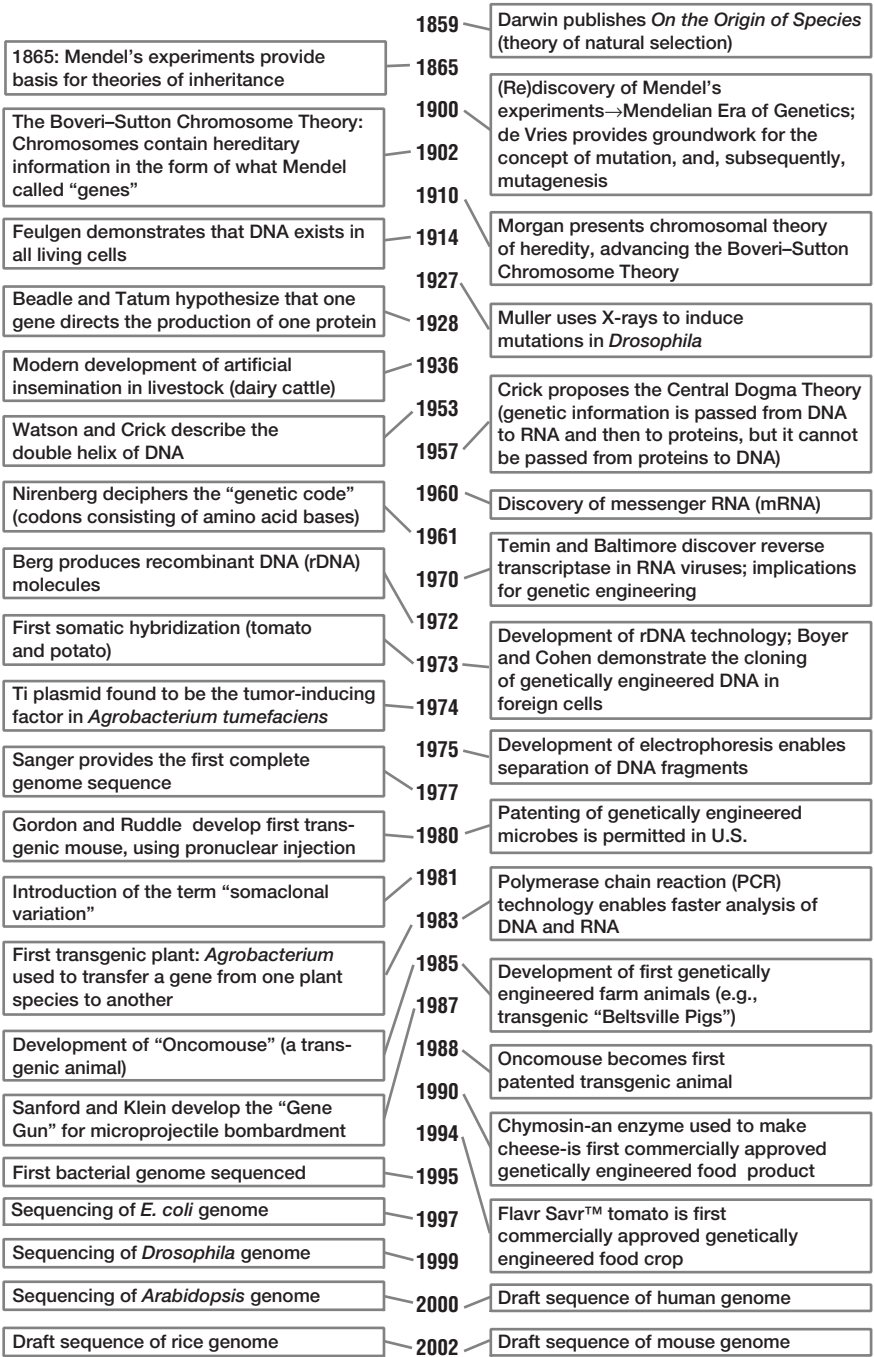 1859
Darwin publishes On the Origin of Species
(theory of natural selection)
1865: Mendel's experiments provide
basis for theories of inheritance
1865
1900
(Re)discovery of Mendel's
experiments→Mendelian Era of Genetics;
de Vries provides groundwork for the
concept of mutation, and, subsequently,
mutagenesis
The Boveri–Sutton Chromosome Theory:
Chromosomes contain hereditary
information in the form of what Mendel
called "genes"
1902
1910
Morgan presents chromosomal theory
of heredity, advancing the Boveri–Sutton
Chromosome Theory
Feulgen demonstrates that DNA exists in
all living cells
1914
1927
Muller uses X-rays to induce
mutations in Drosophila
Beadle and Tatum hypothesize that one
gene directs the production of one protein
1928
Modern development of artificial
insemination in livestock (dairy cattle)
1936
1953
Watson and Crick describe the
double helix of DNA
1957
Crick proposes the Central Dogma Theory
(genetic information is passed from DNA
to RNA and then to proteins, but it cannot
be passed from proteins to DNA)
1960
Discovery of messenger RNA (mRNA)
Nirenberg deciphers the "genetic code"
(codons consisting of amino acid bases)
1961
1970
Temin and Baltimore discover reverse
transcriptase in RNA viruses; implications
for genetic engineering
Berg produces recombinant DNA (rDNA)
molecules
1972
First somatic hybridization (tomato
and potato)
1973
Development of rDNA technology; Boyer
and Cohen demonstrate the cloning
of genetically engineered DNA in
foreign cells
Ti plasmid found to be the tumor-inducing
factor in Agrobacterium tumefaciens
1974
1975
Development of electrophoresis enables
separation of DNA fragments
Sanger provides the first complete
genome sequence
1977
Gordon and Ruddle develop first trans-
genic mouse, using pronuclear injection
1980
Patenting of genetically engineered
microbes is permitted in U.S.
1981
Introduction of the term "somaclonal
variation"
1983
Polymerase chain reaction (PCR)
technology enables faster analysis of
DNA and RNA
First transgenic plant: Agrobacterium
used to transfer a gene from one plant
species to another
1985
Development of first genetically
engineered farm animals (e.g.,
transgenic "Beltsville Pigs")
1987
Development of "Oncomouse" (a trans-
genic animal)
1988
Oncomouse becomes first
patented transgenic animal
Sanford and Klein develop the "Gene
Gun" for microprojectile bombardment
1990
Chymosin-an enzyme used to make
cheese-is first commercially approved
genetically engineered food product
1994
First bacterial genome sequenced
1995
Sequencing of E. coli genome
1997
Flavr Savr™ tomato is first
commercially approved genetically
engineered food crop
Sequencing of Drosophila genome
1999
Sequencing of Arabidopsis genome
2000
Draft sequence of human genome
Draft sequence of rice genome
2002
Draft sequence of mouse genome